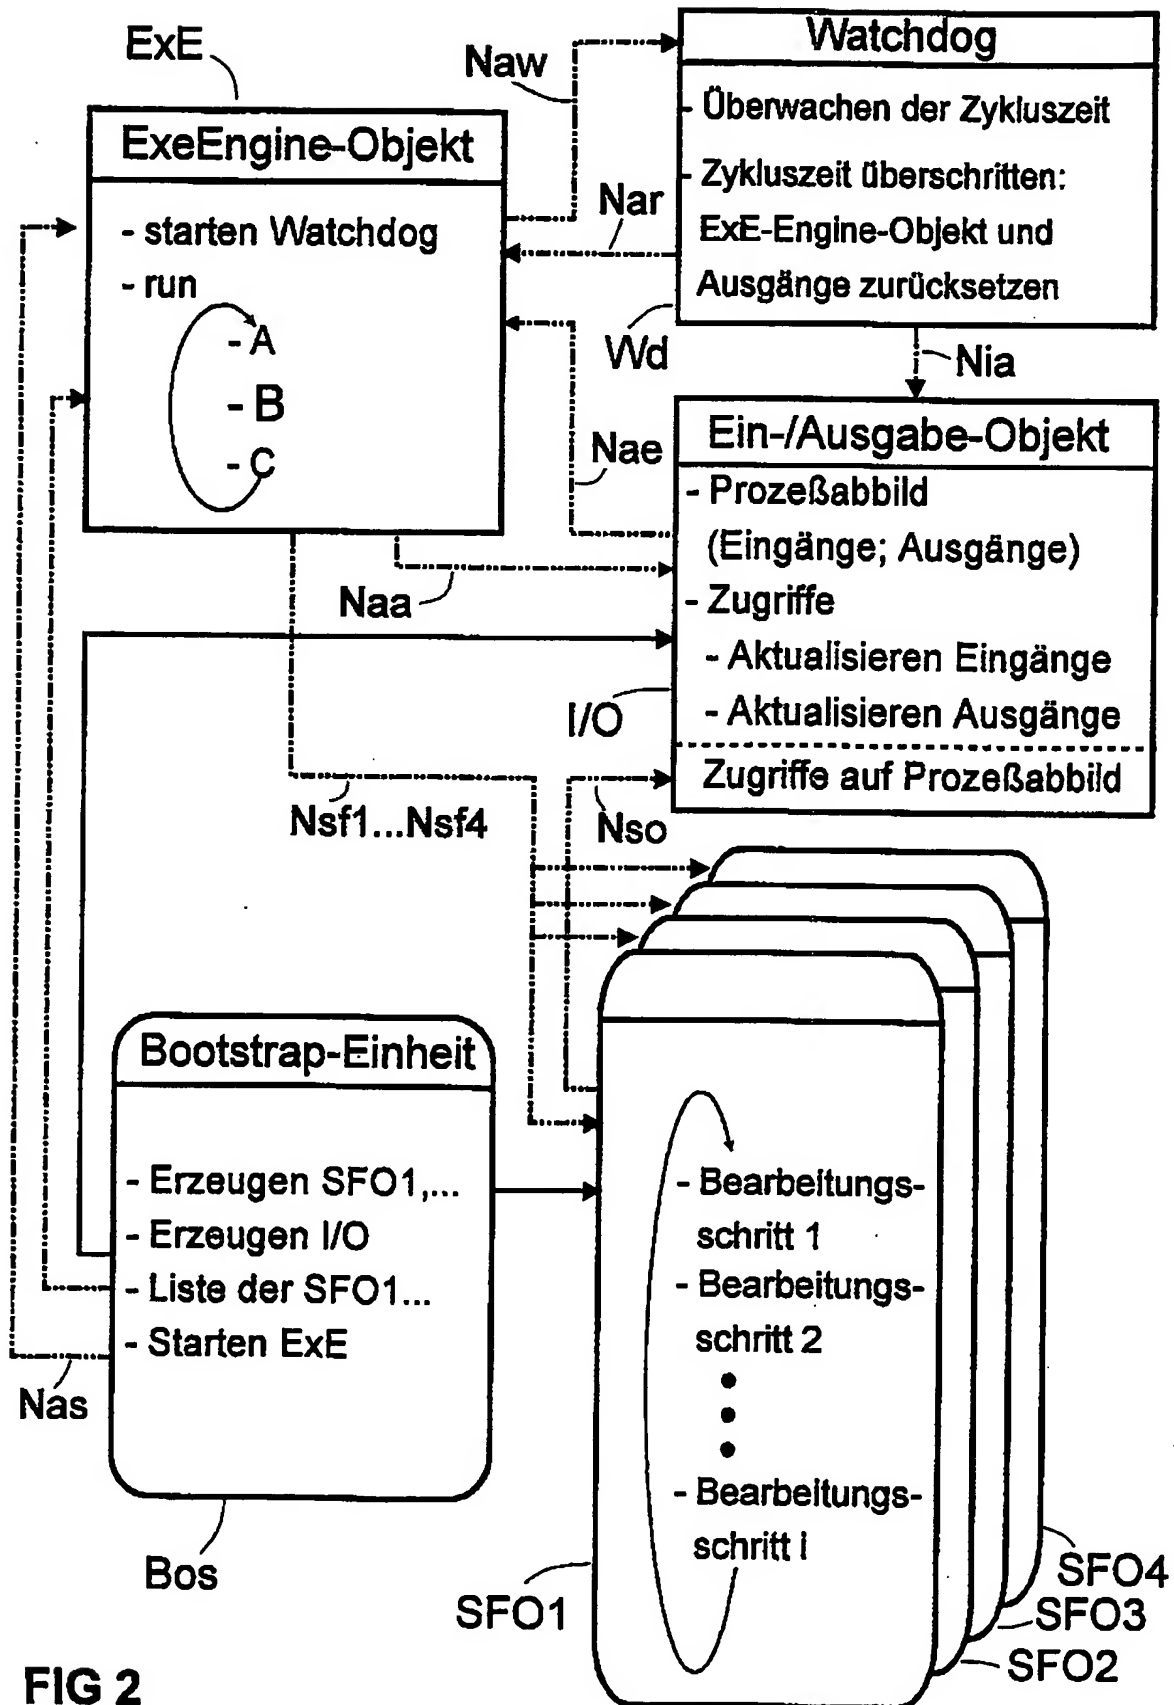 ExE
Naw
Watchdog
- Überwachen der Zykluszeit
- Zykluszeit überschritten:
ExE-Engine-Objekt und
Ausgänge zurücksetzen
ExeEngine-Objekt
- starten Watchdog
- run
- A
- B
- C
Nar
Wd
Nia
Nae
Naa
Ein-/Ausgabe-Objekt
- Prozeßabbild
(Eingänge; Ausgänge)
- Zugriffe
- Aktualisieren Eingänge
- Aktualisieren Ausgänge
Zugriffe auf Prozeßabbild
I/O
Nsf1...Nsf4
Nso
Bootstrap-Einheit
- Erzeugen SFO1,...
- Erzeugen I/O
- Liste der SFO1...
- Starten ExE
Nas
Bos
- Bearbeitungs-
schritt 1
- Bearbeitungs-
schritt 2
- Bearbeitungs-
schritt i
SFO1
SFO4
SFO3
SFO2
FIG 2